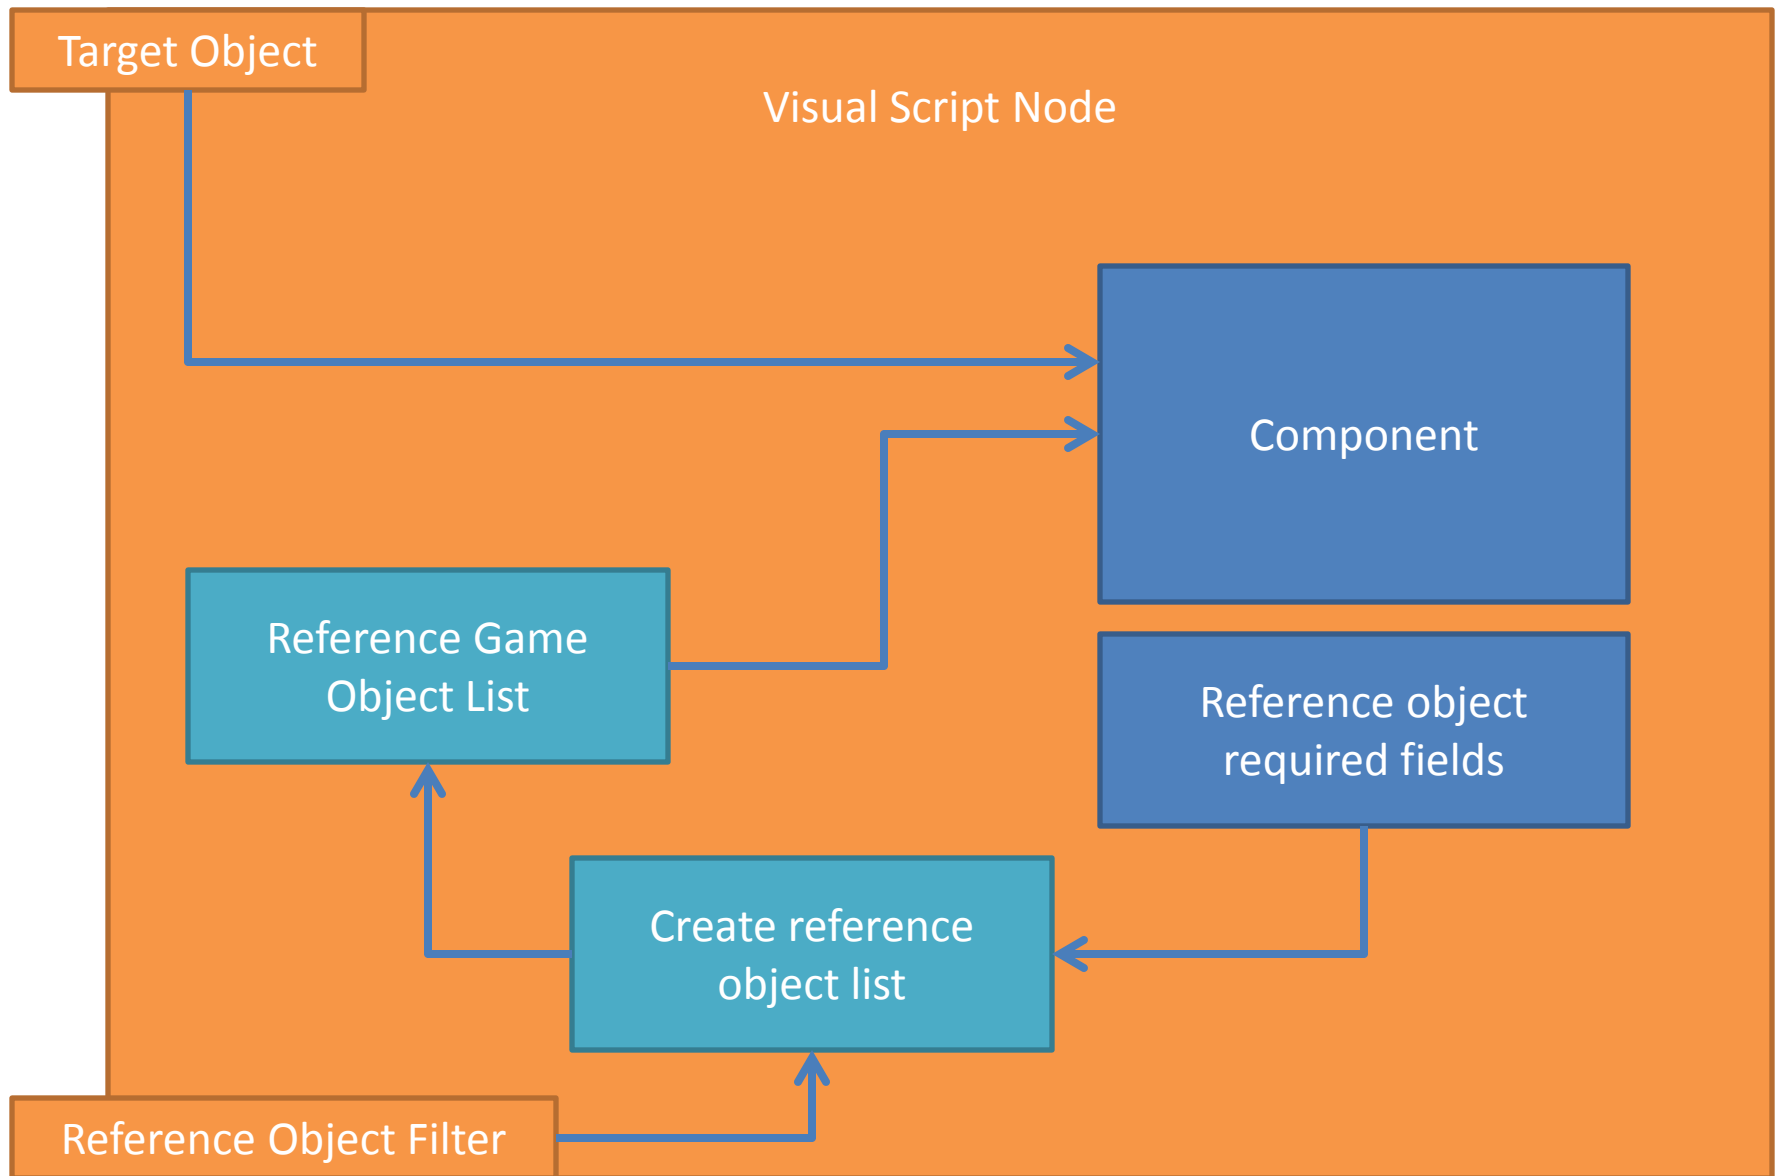 Target Object
Visual Script Node
Component
Reference Game
Object List
Reference object
required fields
Create reference
object list
Reference Object Filter